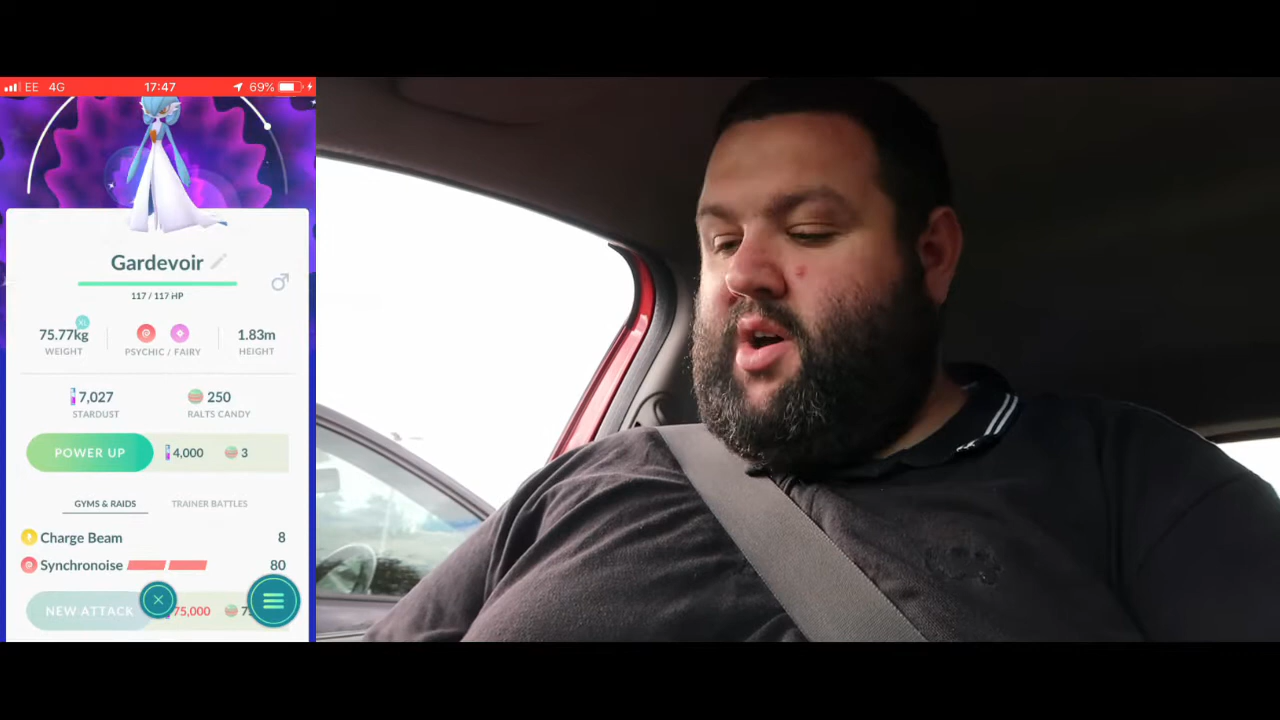 EE 4G 17:47 69%
Gardevoir
117 / 117 HP
XL
75.77kg
WEIGHT
PSYCHIC / FAIRY
1.83m
HEIGHT
7,027
STARDUST
250
RALTS CANDY
POWER UP 4,000 3
GYMS & RAIDS TRAINER BATTLES
Charge Beam 8
Synchronoise 80
NEW ATTACK 75,000